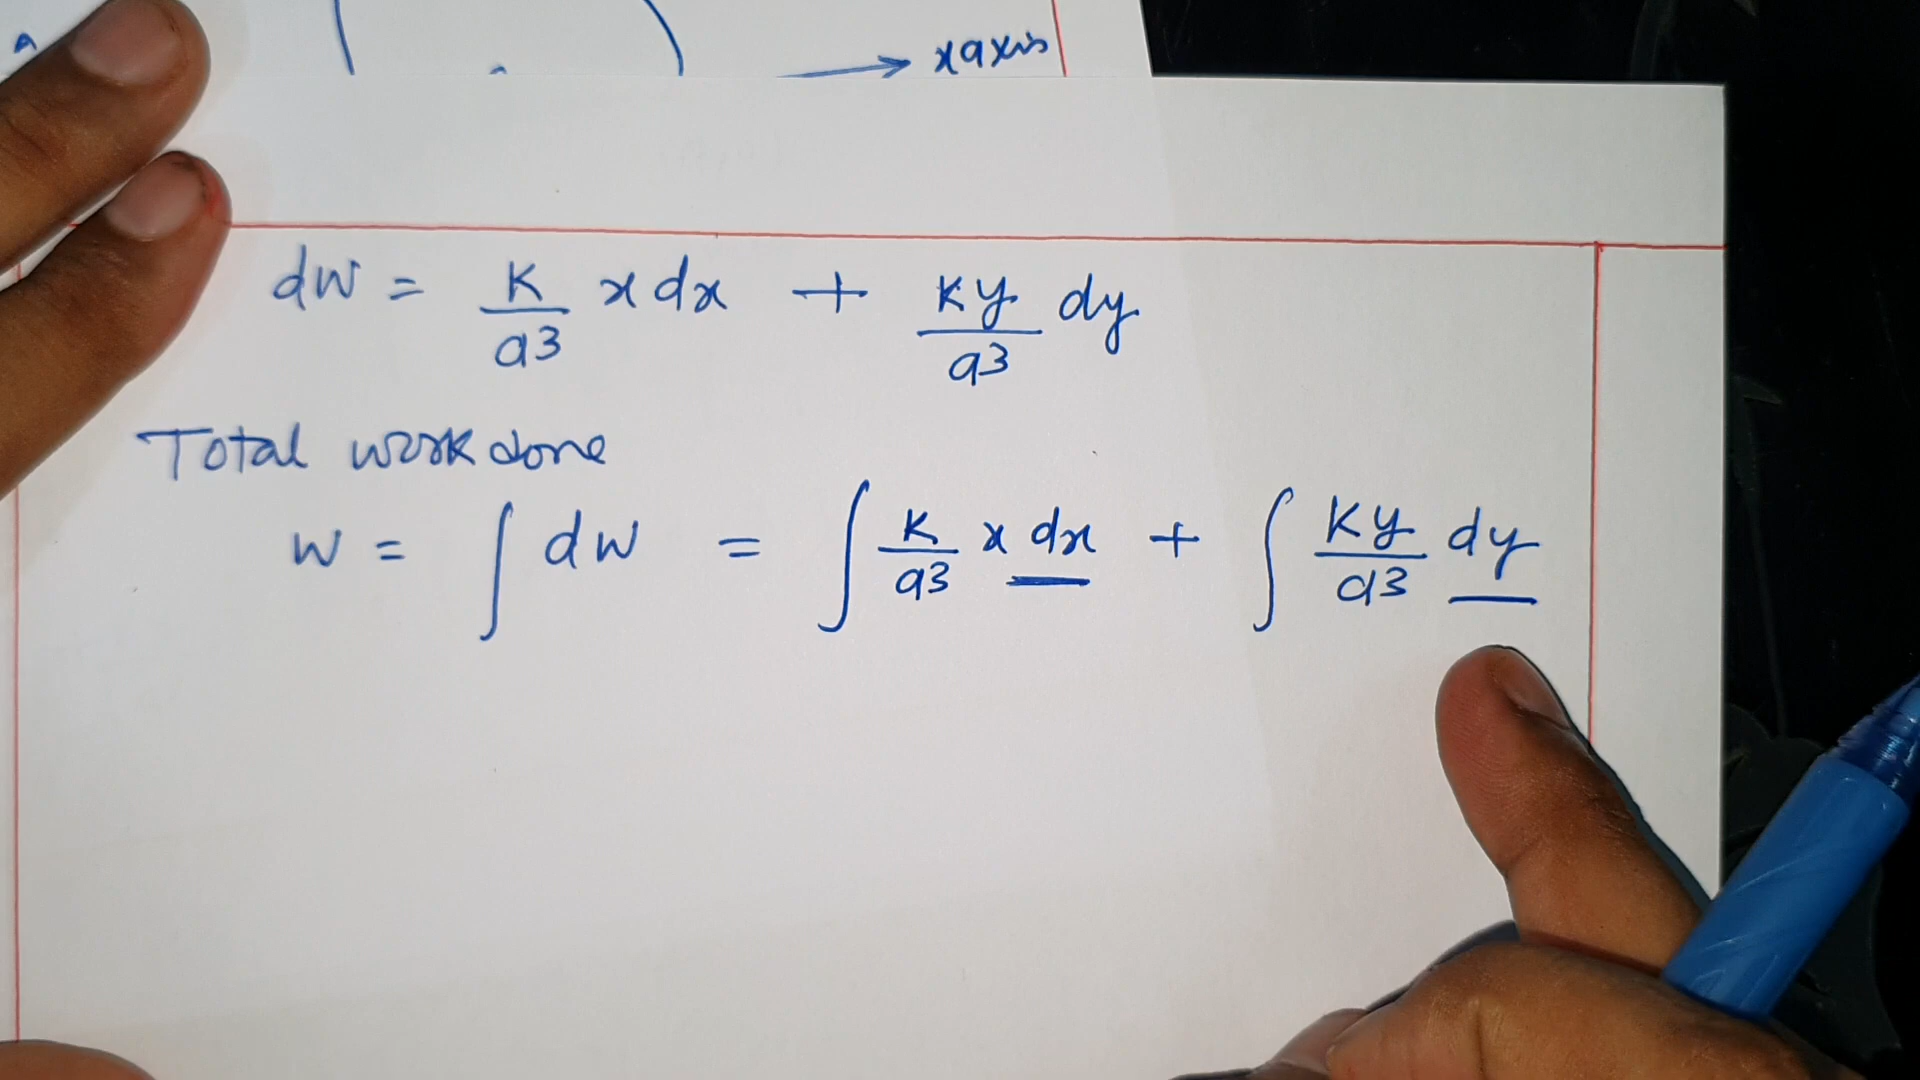 A
x axis
dW = K/a3 x dx + Ky/a3 dy
Total work done
W = ∫ dW = ∫ K/a3 x dx + ∫ Ky/a3 dy